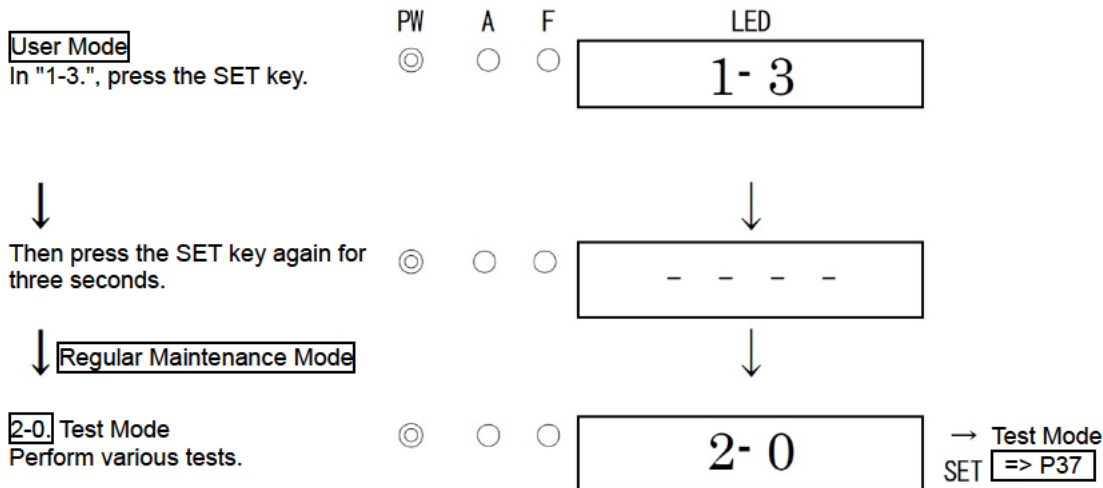 PW A F LED
User Mode
In "1-3.", press the SET key.
1- 3
Then press the SET key again for
three seconds.
- - - -
Regular Maintenance Mode
2-0. Test Mode
Perform various tests.
2- 0
→ Test Mode
SET => P37